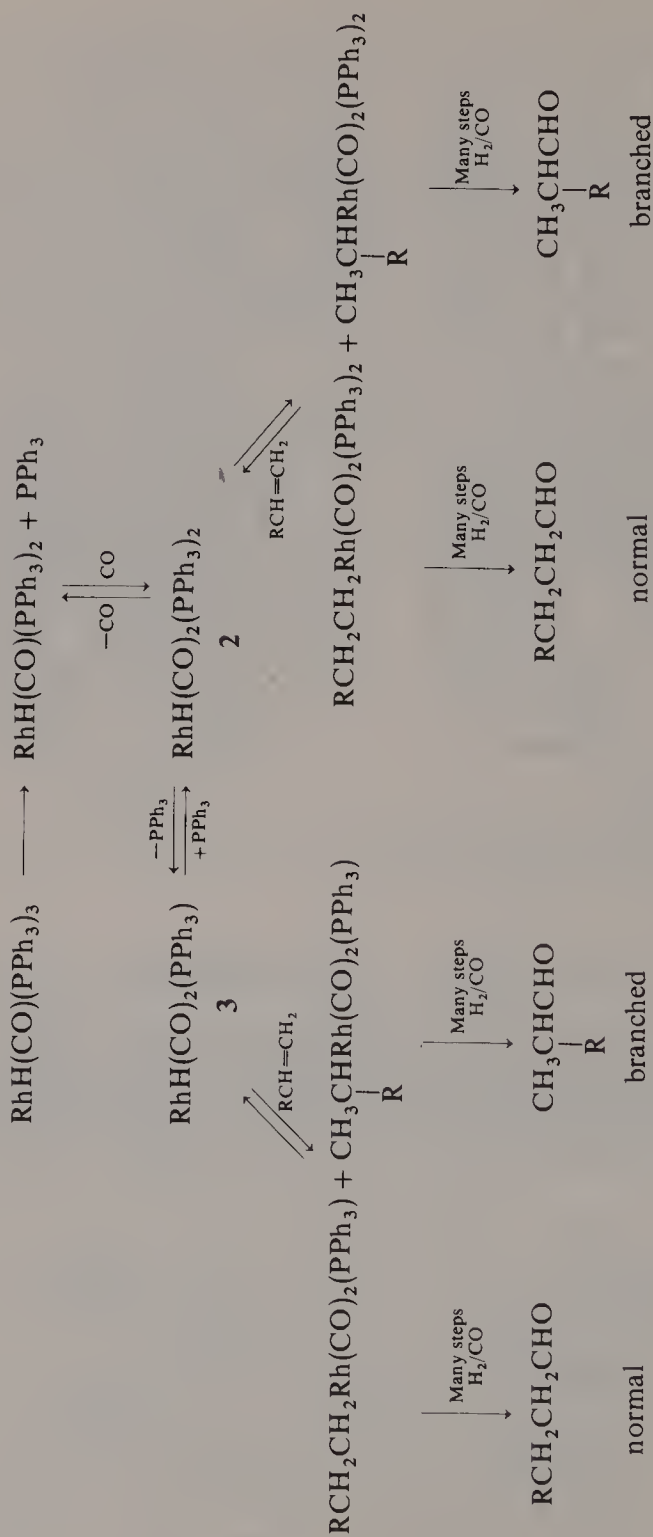 RhH(CO)(PPh₃)₃ ⟶ RhH(CO)(PPh₃)₂ + PPh₃
−CO ⇅ CO
RhH(CO)₂(PPh₃) ⇌ RhH(CO)₂(PPh₃)₂
−PPh₃
+PPh₃
3
2
RCH=CH₂
RCH=CH₂
RCH₂CH₂Rh(CO)₂(PPh₃) + CH₃CHRh(CO)₂(PPh₃)
R
RCH₂CH₂Rh(CO)₂(PPh₃)₂ + CH₃CHRh(CO)₂(PPh₃)₂
R
Many steps
H₂/CO
Many steps
H₂/CO
Many steps
H₂/CO
Many steps
H₂/CO
RCH₂CH₂CHO
CH₃CHCHO
R
RCH₂CH₂CHO
CH₃CHCHO
R
normal
branched
normal
branched